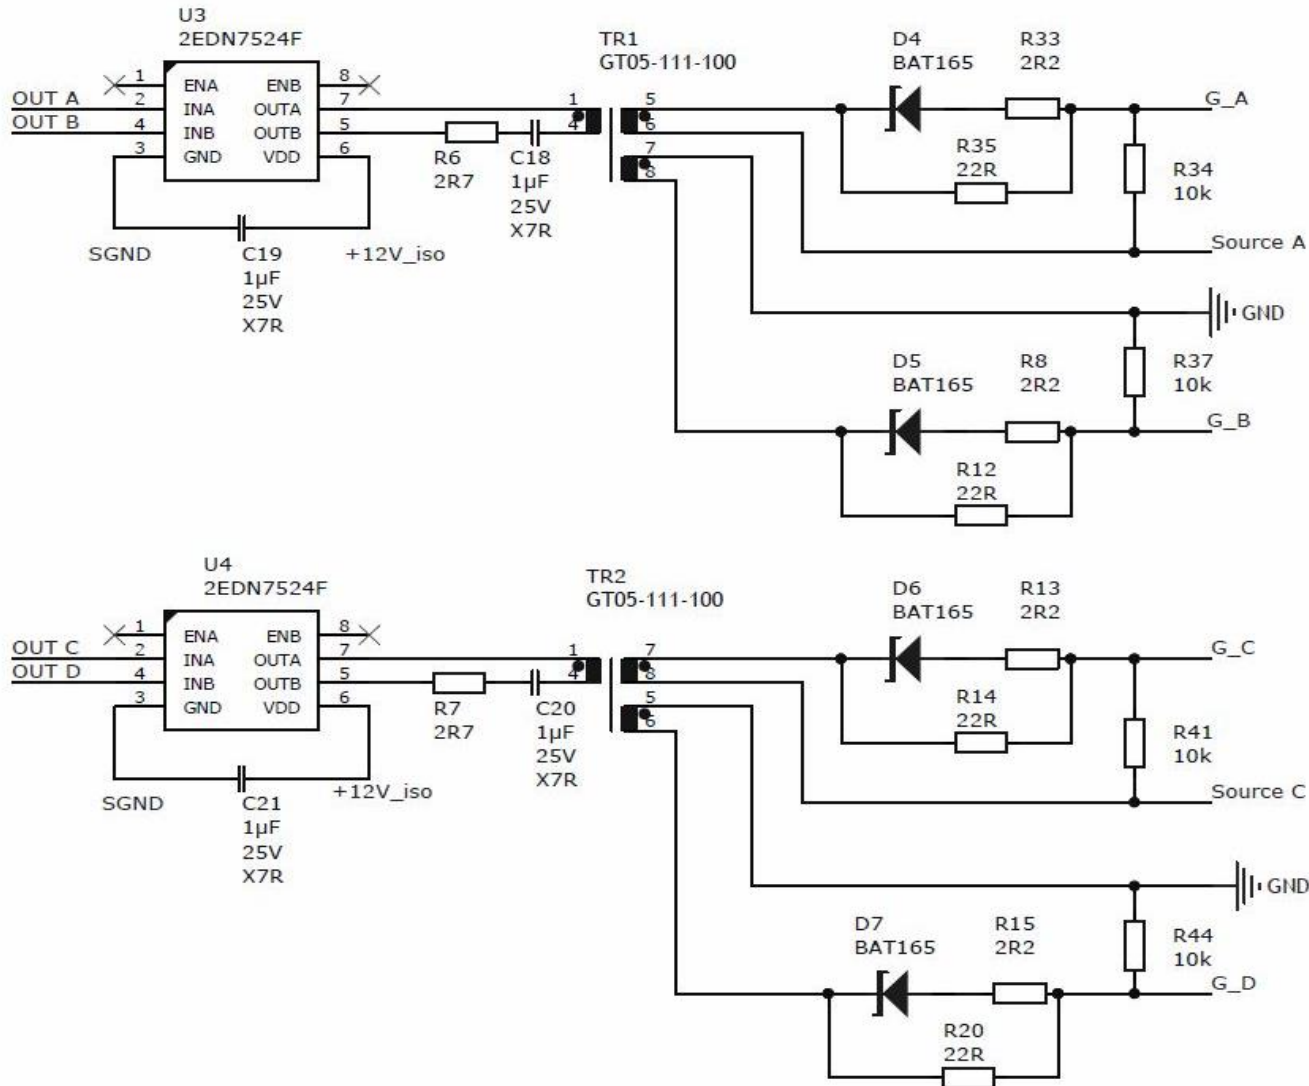 U3
2EDN7524F
1 ENA ENB 8
OUT A 2 INA OUTA 7
OUT B 4 INB OUTB 5
3 GND VDD 6
SGND
C19
1µF
25V
X7R
+12V_iso
R6
2R7
C18
1µF
25V
X7R
TR1
GT05-111-100
1 5
4 6
7
8
D4
BAT165
R33
2R2
G_A
R35
22R
R34
10k
Source A
GND
D5
BAT165
R8
2R2
R37
10k
G_B
R12
22R
U4
2EDN7524F
1 ENA ENB 8
OUT C 2 INA OUTA 7
OUT D 4 INB OUTB 5
3 GND VDD 6
SGND
C21
1µF
25V
X7R
+12V_iso
R7
2R7
C20
1µF
25V
X7R
TR2
GT05-111-100
1 7
4 8
5
6
D6
BAT165
R13
2R2
G_C
R14
22R
R41
10k
Source C
GND
D7
BAT165
R15
2R2
R44
10k
G_D
R20
22R